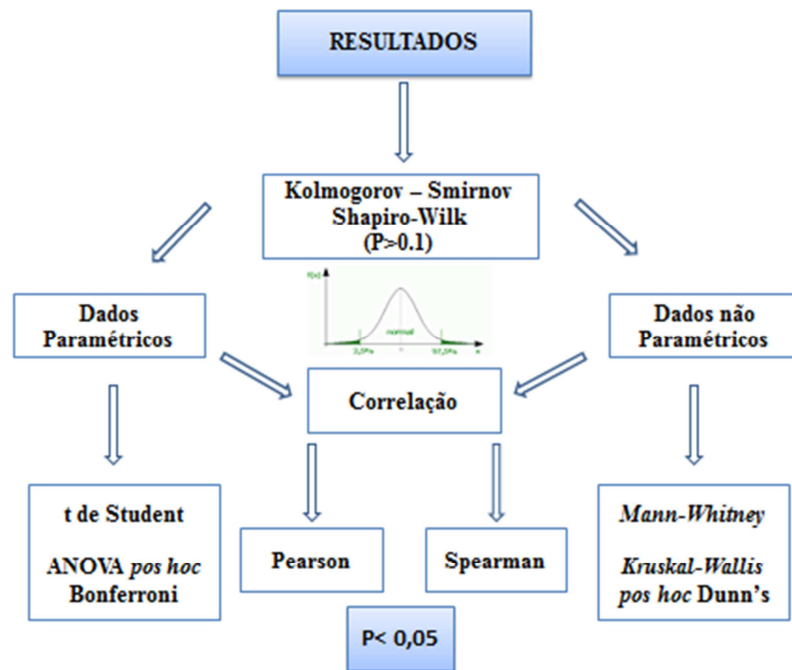 RESULTADOS
Kolmogorov – Smirnov
Shapiro-Wilk
(P>0.1)
f(x)
normal
Dados
Paramétricos
Dados não
Paramétricos
Correlação
t de Student
ANOVA pos hoc
Bonferroni
Pearson
Spearman
Mann-Whitney
Kruskal-Wallis
pos hoc Dunn's
P< 0,05